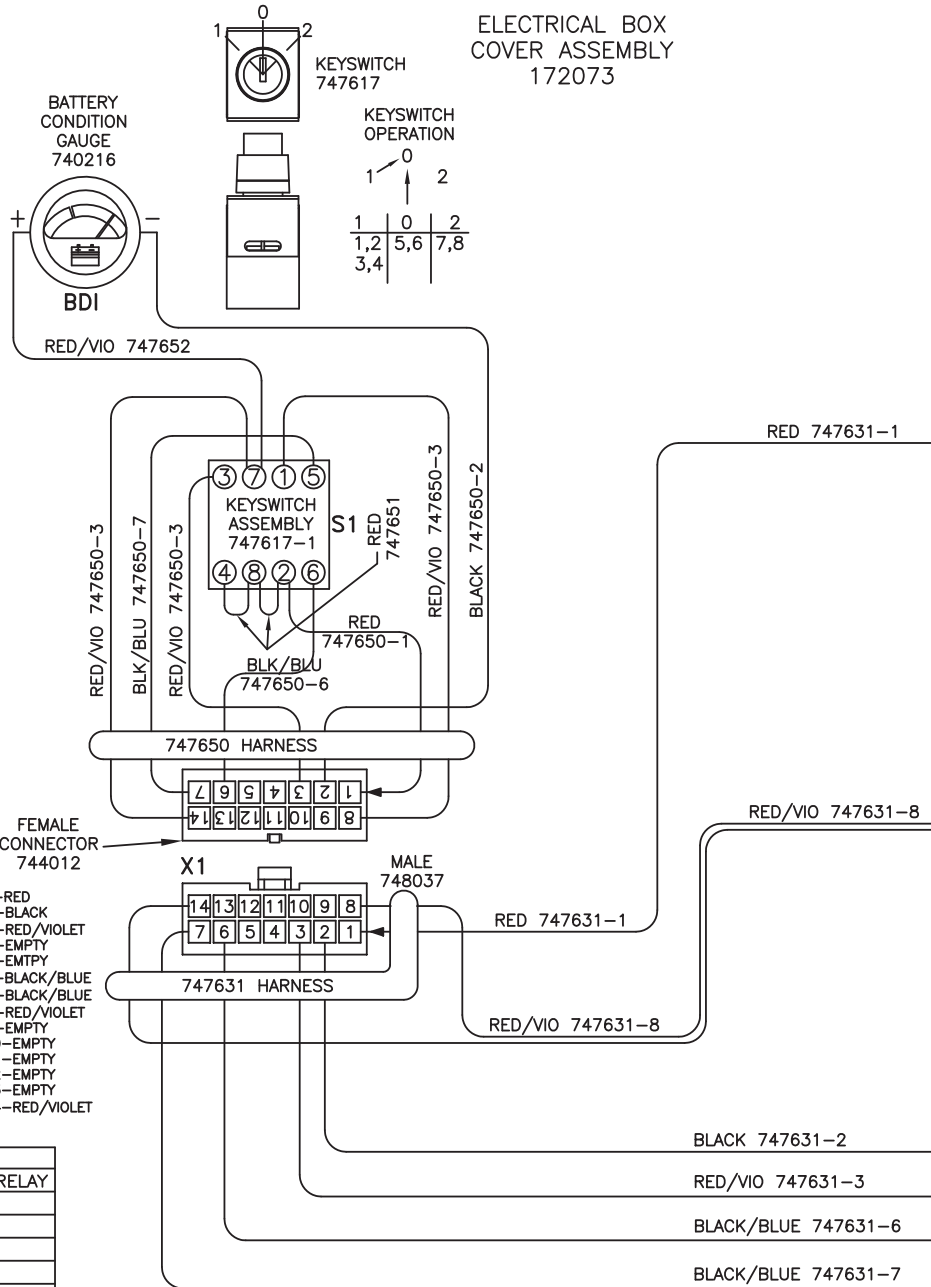 ELECTRICAL BOX
COVER ASSEMBLY
172073
0
1
2
KEYSWITCH
747617
BATTERY
CONDITION
GAUGE
740216
KEYSWITCH
OPERATION
0
1
2
1 0 2
1,2 5,6 7,8
3,4
+ −
BDI
RED/VIO 747652
RED 747631-1
RED/VIO 747650-3
BLK/BLU 747650-7
RED/VIO 747650-3
3 7 1 5
KEYSWITCH
ASSEMBLY
747617-1
S1
4 8 2 6
RED
747651
RED/VIO 747650-3
BLACK 747650-2
RED
747650-1
BLK/BLU
747650-6
747650 HARNESS
7 6 5 4 3 2 1
14 13 12 11 10 9 8
FEMALE
CONNECTOR
744012
RED/VIO 747631-8
X1
MALE
748037
14 13 12 11 10 9 8
7 6 5 4 3 2 1
RED 747631-1
747631 HARNESS
RED/VIO 747631-8
-RED
-BLACK
-RED/VIOLET
-EMPTY
-EMTPY
-BLACK/BLUE
-BLACK/BLUE
-RED/VIOLET
-EMPTY
-EMPTY
-EMPTY
-EMPTY
-EMPTY
-RED/VIOLET
RELAY
BLACK 747631-2
RED/VIO 747631-3
BLACK/BLUE 747631-6
BLACK/BLUE 747631-7